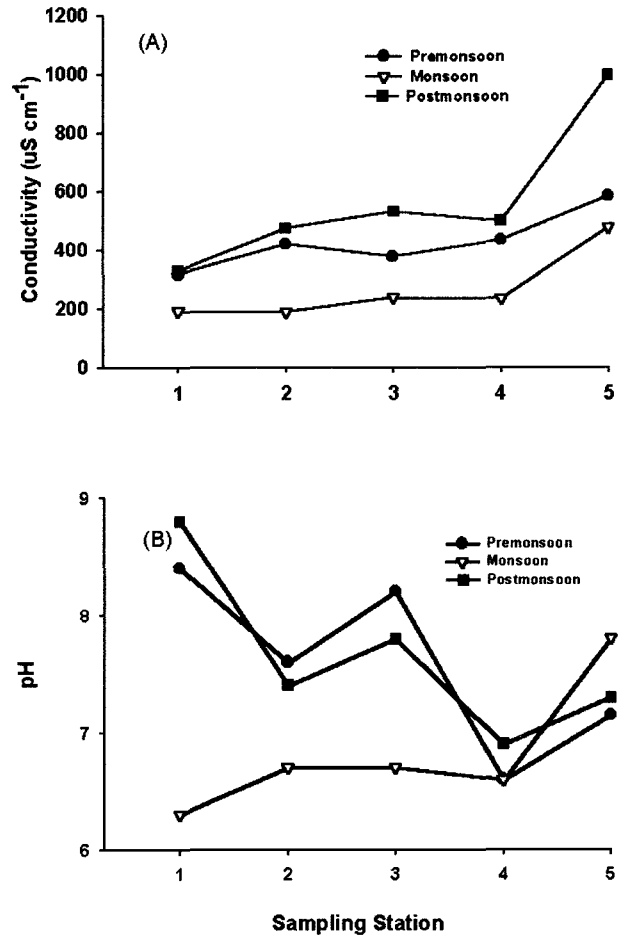 1200
(A)
Premonsoon
Monsoon
Postmonsoon
1000
800
600
400
200
0
Conductivity (uS cm-1)
1 2 3 4 5
9
(B)
Premonsoon
Monsoon
Postmonsoon
8
7
6
pH
1 2 3 4 5
Sampling Station